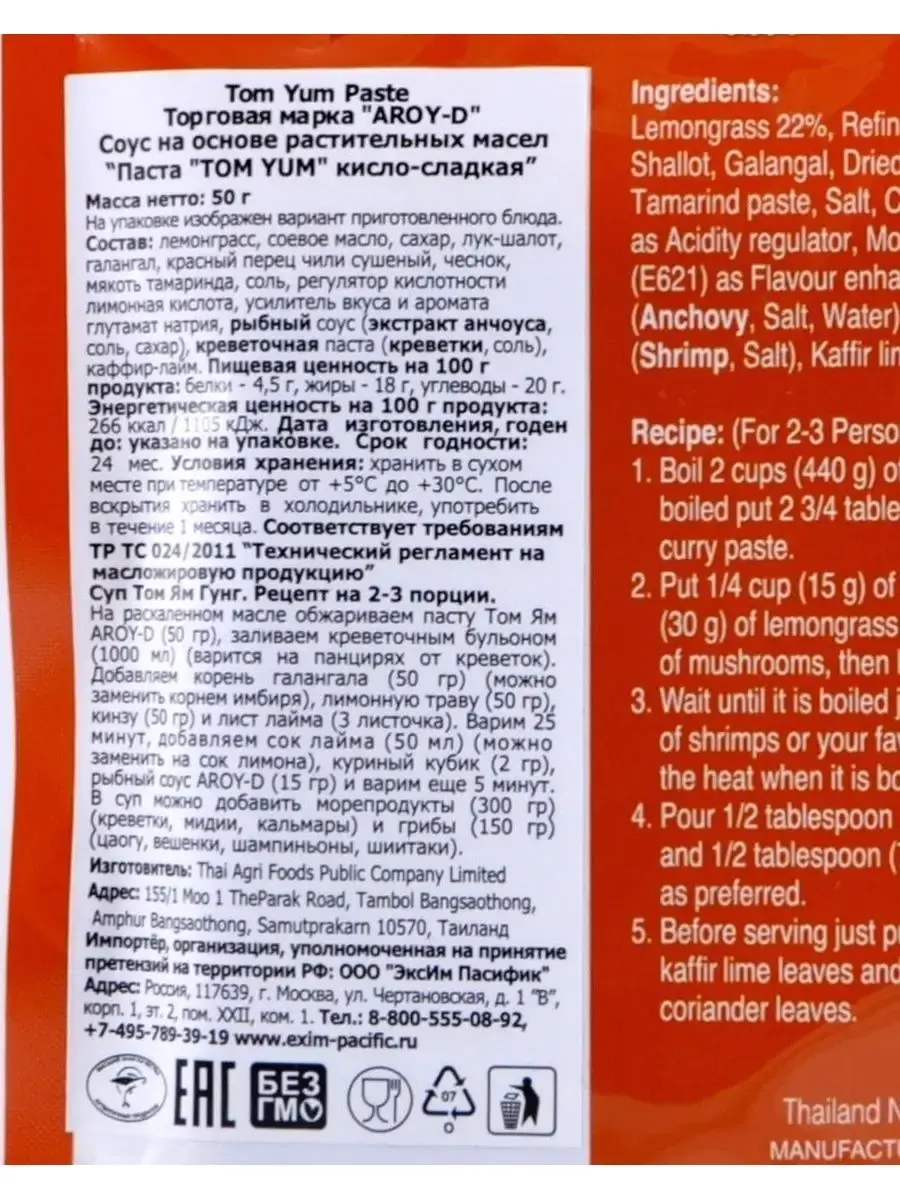 Tom Yum Paste
Торговая марка "AROY-D"
Соус на основе растительных масел
"Паста "TOM YUM" кисло-сладкая"
Масса нетто: 50 г
На упаковке изображен вариант приготовленного блюда.
Состав: лемонграсс, соевое масло, сахар, лук-шалот,
галангал, красный перец чили сушеный, чеснок,
мякоть тамаринда, соль, регулятор кислотности
лимонная кислота, усилитель вкуса и аромата
глутамат натрия, рыбный соус (экстракт анчоуса,
соль, сахар), креветочная паста (креветки, соль),
каффир-лайм. Пищевая ценность на 100 г
продукта: белки - 4,5 г, жиры - 18 г, углеводы - 20 г.
Энергетическая ценность на 100 г продукта:
266 ккал / 1105 кДж. Дата изготовления, годен
до: указано на упаковке. Срок годности:
24 мес. Условия хранения: хранить в сухом
месте при температуре от +5°С до +30°С. После
вскрытия хранить в холодильнике, употребить
в течение 1 месяца. Соответствует требованиям
ТР ТС 024/2011 "Технический регламент на
масложировую продукцию"
Суп Том Ям Гунг. Рецепт на 2-3 порции.
На раскаленном масле обжариваем пасту Том Ям
AROY-D (50 гр), заливаем креветочным бульоном
(1000 мл) (варится на панцирях от креветок).
Добавляем корень галангала (50 гр) (можно
заменить корнем имбиря), лимонную траву (50 гр),
кинзу (50 гр) и лист лайма (3 листочка). Варим 25
минут, добавляем сок лайма (50 мл) (можно
заменить на сок лимона), куриный кубик (2 гр),
рыбный соус AROY-D (15 гр) и варим еще 5 минут.
В суп можно добавить морепродукты (300 гр)
(креветки, мидии, кальмары) и грибы (150 гр)
(цаогу, вешенки, шампиньоны, шиитаки).
Изготовитель: Thai Agri Foods Public Company Limited
Адрес: 155/1 Moo 1 TheParak Road, Tambol Bangsaothong,
Amphur Bangsaothong, Samutprakarn 10570, Таиланд
Импортёр, организация, уполномоченная на принятие
претензий на территории РФ: ООО "ЭксИм Пасифик"
Адрес: Россия, 117639, г. Москва, ул. Чертановская, д. 1 "В",
корп. 1, эт. 2, пом. XXII, ком. 1. Тел.: 8-800-555-08-92,
+7-495-789-39-19 www.exim-pacific.ru
ЕАС
БЕЗ
ГМО
07
Ingredients:
Lemongrass 22%, Refin
Shallot, Galangal, Dried
Tamarind paste, Salt, C
as Acidity regulator, Mo
(E621) as Flavour enha
(Anchovy, Salt, Water)
(Shrimp, Salt), Kaffir lim
Recipe: (For 2-3 Perso
1. Boil 2 cups (440 g) of
boiled put 2 3/4 table
curry paste.
2. Put 1/4 cup (15 g) of
(30 g) of lemongrass
of mushrooms, then
3. Wait until it is boiled j
of shrimps or your fav
the heat when it is bo
4. Pour 1/2 tablespoon
and 1/2 tablespoon (
as preferred.
5. Before serving just pu
kaffir lime leaves and
coriander leaves.
Thailand N
MANUFACTU